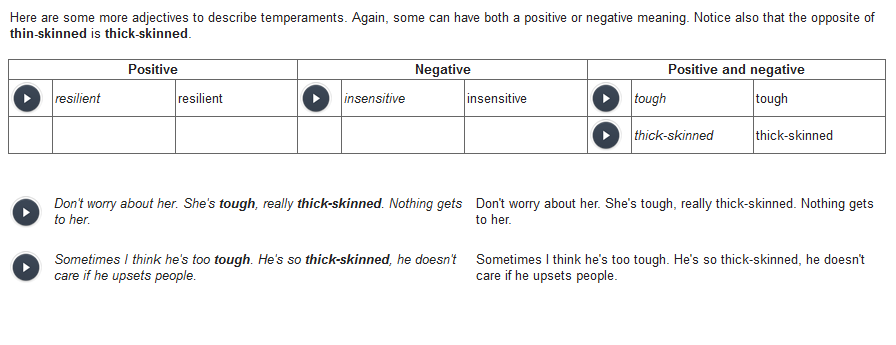 Here are some more adjectives to describe temperaments. Again, some can have both a positive or negative meaning. Notice also that the opposite of
thin-skinned is thick-skinned.
Positive Negative Positive and negative
resilient resilient insensitive insensitive tough tough
thick-skinned thick-skinned
Don't worry about her. She's tough, really thick-skinned. Nothing gets
to her.
Don't worry about her. She's tough, really thick-skinned. Nothing gets
to her.
Sometimes I think he's too tough. He's so thick-skinned, he doesn't
care if he upsets people.
Sometimes I think he's too tough. He's so thick-skinned, he doesn't
care if he upsets people.